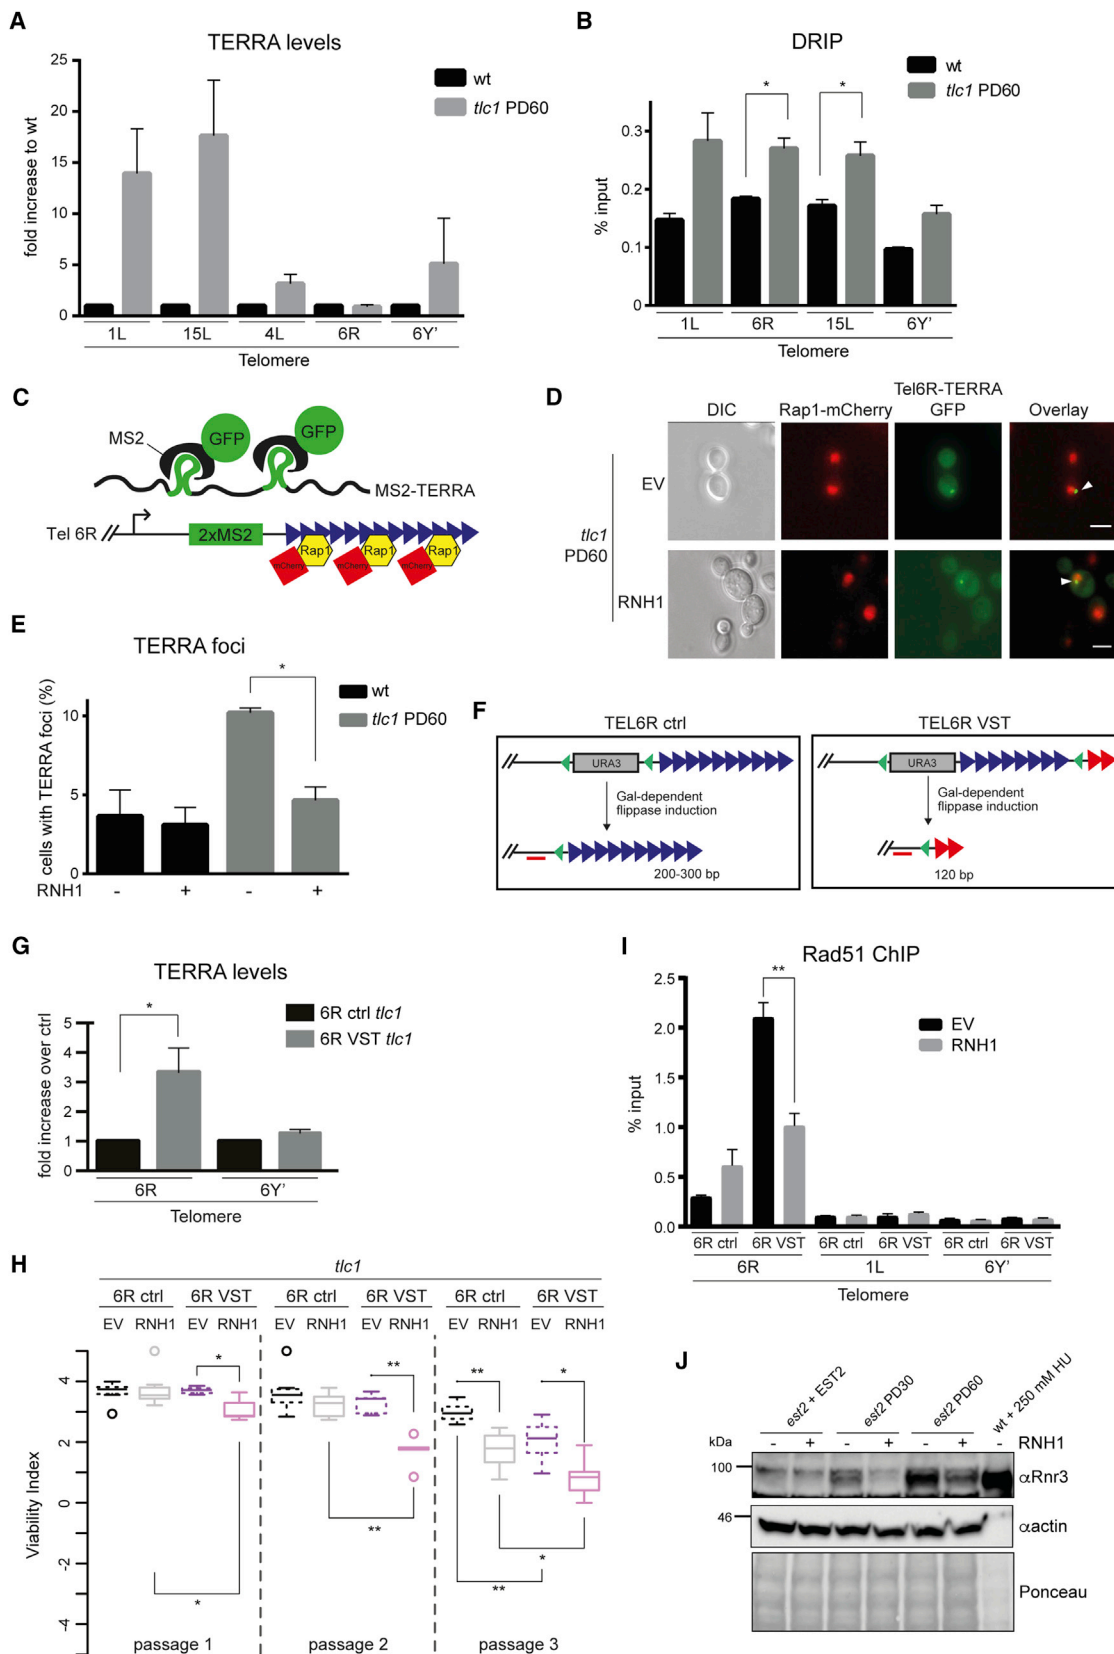 A
TERRA levels
25
20
15
10
5
0
fold increase to wt
wt
tlc1 PD60
1L 15L 4L 6R 6Y'
Telomere
B
DRIP
wt
tlc1 PD60
* *
0.3
0.2
0.1
0
% input
1L 6R 15L 6Y'
Telomere
C
GFP GFP
MS2
MS2-TERRA
Tel 6R
2xMS2
Rap1 Rap1 Rap1
mCherry mCherry mCherry
D
Tel6R-TERRA
DIC Rap1-mCherry GFP Overlay
EV
tlc1
PD60
RNH1
E
TERRA foci
*
wt
tlc1 PD60
10
5
0
cells with TERRA foci (%)
RNH1 - + - +
F
TEL6R ctrl
URA3
Gal-dependent
flippase induction
200-300 bp
TEL6R VST
URA3
Gal-dependent
flippase induction
120 bp
G
TERRA levels
*
6R ctrl tlc1
6R VST tlc1
5
4
3
2
1
0
fold increase over ctrl
6R 6Y'
Telomere
I
Rad51 ChIP
**
EV
RNH1
2.5
2.0
1.5
1.0
0.5
0.0
% input
6R ctrl 6R VST 6R ctrl 6R VST 6R ctrl 6R VST
6R 1L 6Y'
Telomere
H
tlc1
6R ctrl 6R VST 6R ctrl 6R VST 6R ctrl 6R VST
EV RNH1 EV RNH1 EV RNH1 EV RNH1 EV RNH1 EV RNH1
4
2
0
-2
-4
Viability Index
* ** ** *
**
*
**
*
passage 1 passage 2 passage 3
J
est2 + EST2 est2 PD30 est2 PD60 wt + 250 mM HU
kDa - + - + - + - RNH1
100
αRnr3
46
αactin
Ponceau